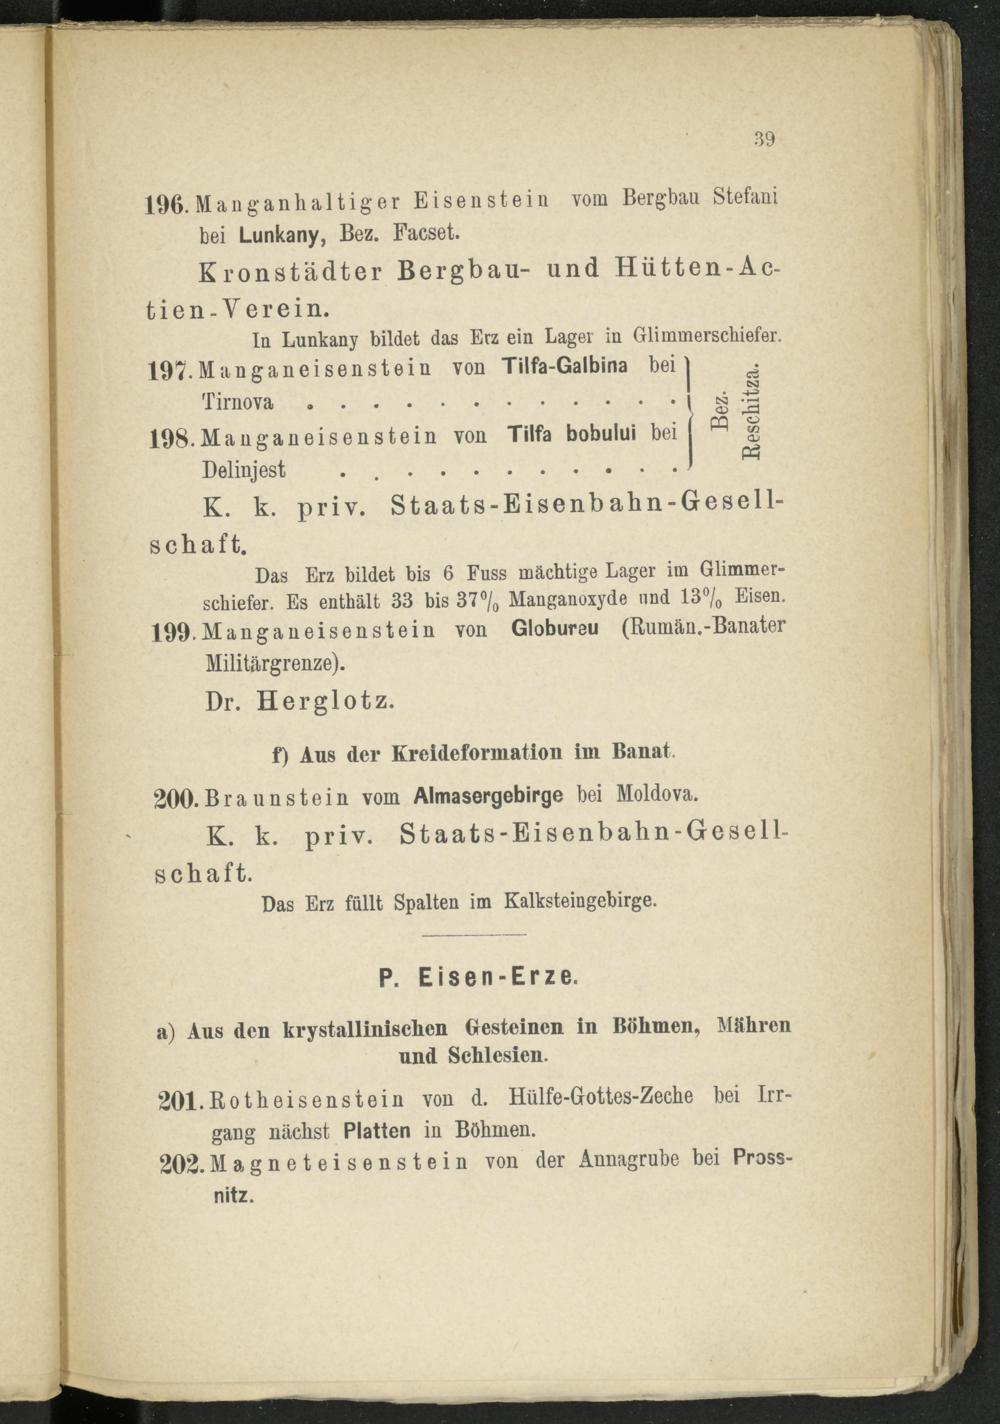 39
196. Manganhaltiger Eisenstein vom Bergbau Stefani
bei Lunkany, Bez. Facset.
Kronstädter Bergbau- und Hütten-Ac-
tien-Verein.
In Lunkany bildet das Erz ein Lager in Glimmerschiefer.
197. Manganeisenstein von Tilfa-Galbina bei
Tirnova . . . . . . . . . . . .
198. Manganeisenstein von Tilfa bobului bei
Delinjest . . . . . . . . . . .
Bez.
Reschitza.
K. k. priv. Staats-Eisenbahn-Gesell-
schaft.
Das Erz bildet bis 6 Fuss mächtige Lager im Glimmer-
schiefer. Es enthält 33 bis 37% Manganoxyde und 13% Eisen.
199. Manganeisenstein von Globureu (Rumän.-Banater
Militärgrenze).
Dr. Herglotz.
f) Aus der Kreideformation im Banat.
200. Braunstein vom Almasergebirge bei Moldova.
K. k. priv. Staats-Eisenbahn-Gesell-
schaft.
Das Erz füllt Spalten im Kalksteingebirge.
P. Eisen-Erze.
a) Aus den krystallinischen Gesteinen in Böhmen, Mähren
und Schlesien.
201. Rotheisenstein von d. Hülfe-Gottes-Zeche bei Irr-
gang nächst Platten in Böhmen.
202. Magneteisenstein von der Annagrube bei Pross-
nitz.